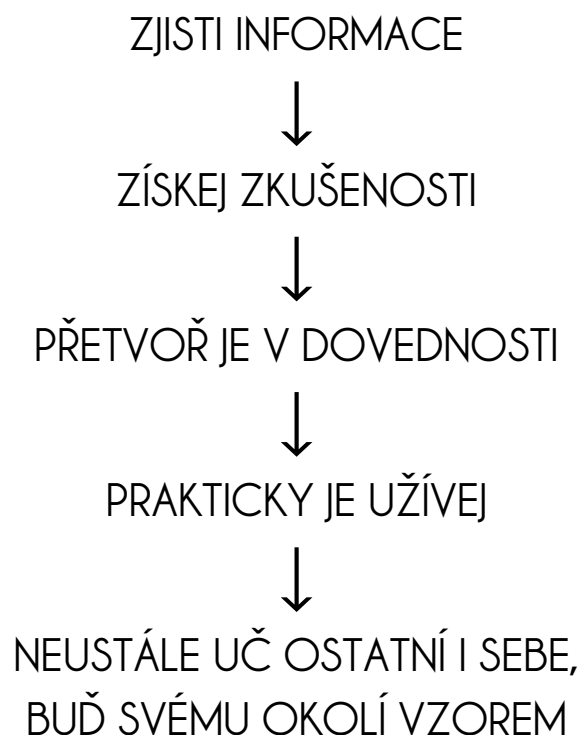 ZJISTI INFORMACE
↓
ZÍSKEJ ZKUŠENOSTI
↓
PŘETVOŘ JE V DOVEDNOSTI
↓
PRAKTICKY JE UŽÍVEJ
↓
NEUSTÁLE UČ OSTATNÍ I SEBE,
BUĎ SVÉMU OKOLÍ VZOREM